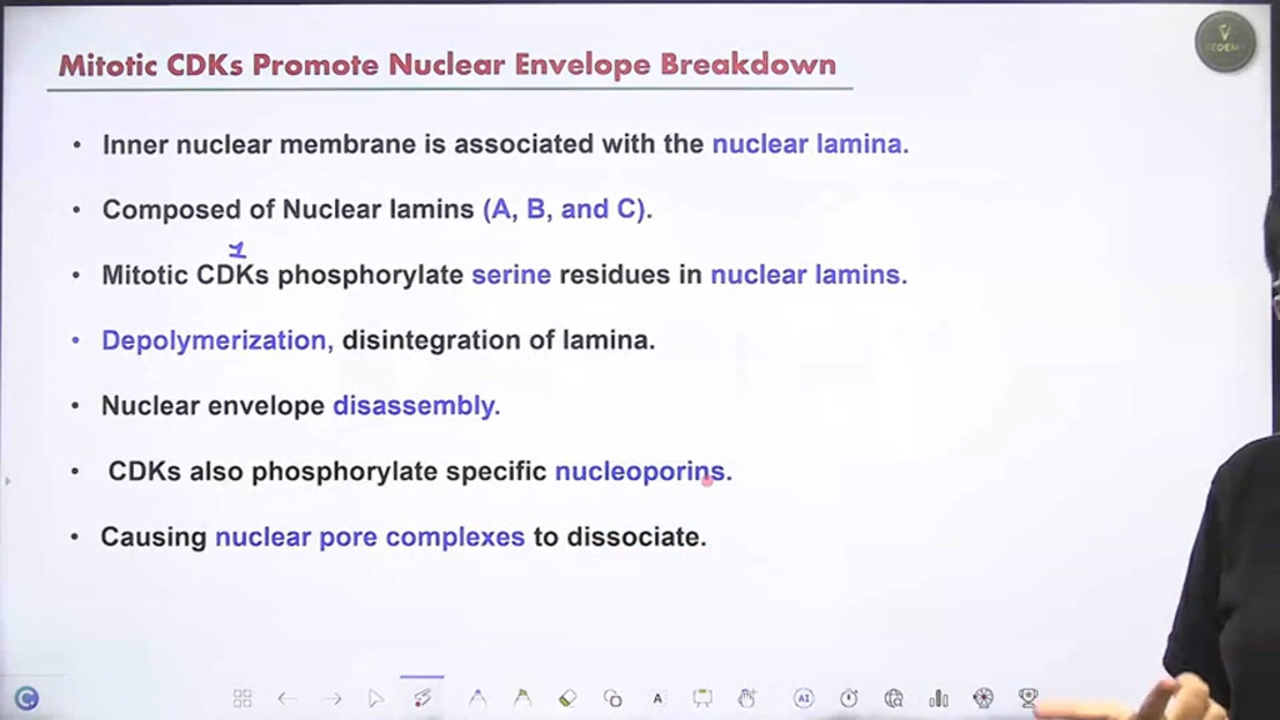 Mitotic CDKs Promote Nuclear Envelope Breakdown
• Inner nuclear membrane is associated with the nuclear lamina.
• Composed of Nuclear lamins (A, B, and C).
1
• Mitotic CDKs phosphorylate serine residues in nuclear lamins.
• Depolymerization, disintegration of lamina.
• Nuclear envelope disassembly.
• CDKs also phosphorylate specific nucleoporins.
• Causing nuclear pore complexes to dissociate.
A
AI